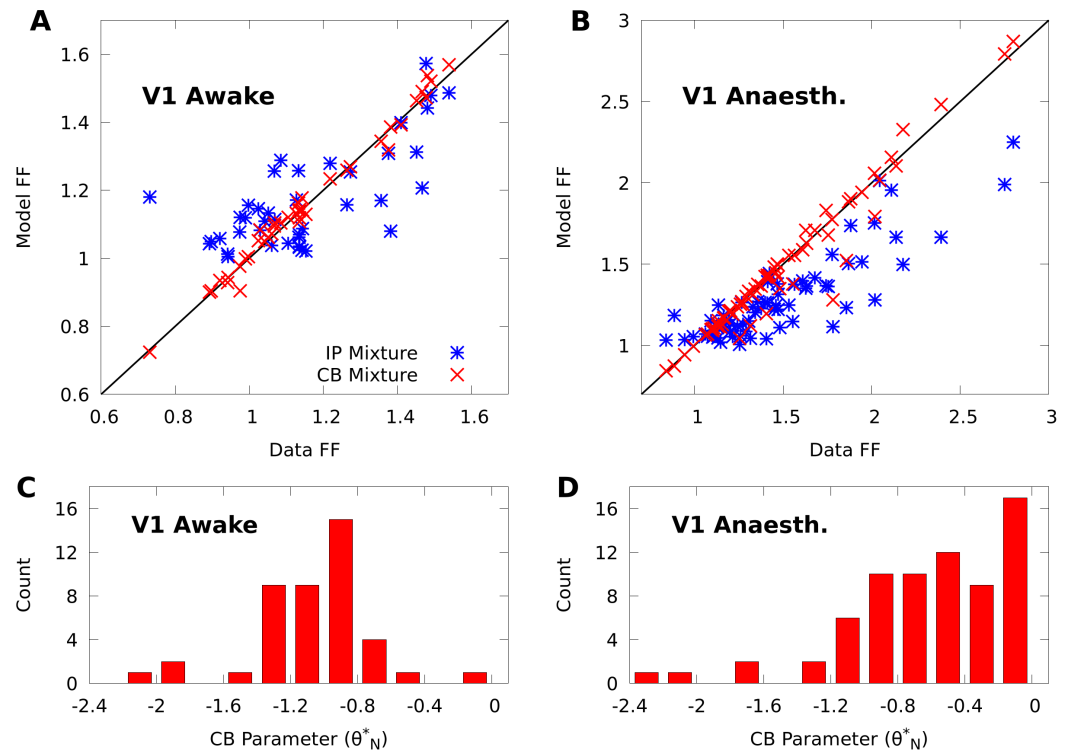 A
V1 Awake
Model FF
1.6
1.4
1.2
1
0.8
0.6
IP Mixture
CB Mixture
0.6
0.8
1
1.2
1.4
1.6
Data FF
B
V1 Anaesth.
Model FF
3
2.5
2
1.5
1
1
1.5
2
2.5
3
Data FF
C
V1 Awake
Count
16
12
8
4
0
-2.4
-2
-1.6
-1.2
-0.8
-0.4
0
CB Parameter (θ*N)
D
V1 Anaesth.
Count
16
12
8
4
0
-2.4
-2
-1.6
-1.2
-0.8
-0.4
0
CB Parameter (θ*N)